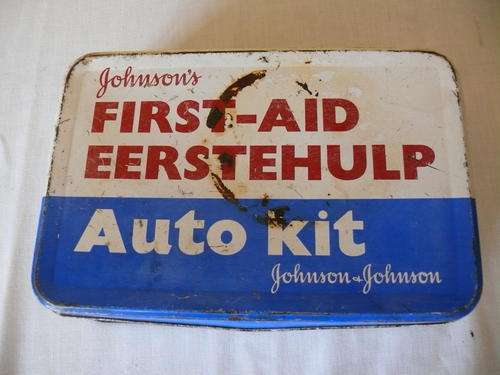 Johnson's
FIRST-AID
EERSTEHULP
Auto kit
Johnson & Johnson